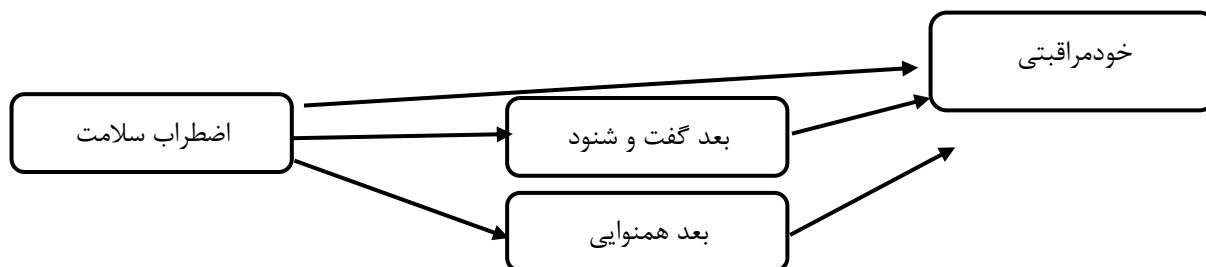 خودمراقبتی
اضطراب سلامت
بعد گفت و شنود
بعد همنوایی